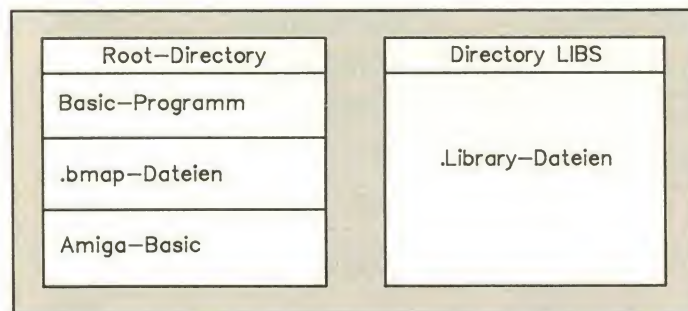 Root–Directory
Basic–Programm
.bmap–Dateien
Amiga–Basic
Directory LIBS
.Library–Dateien